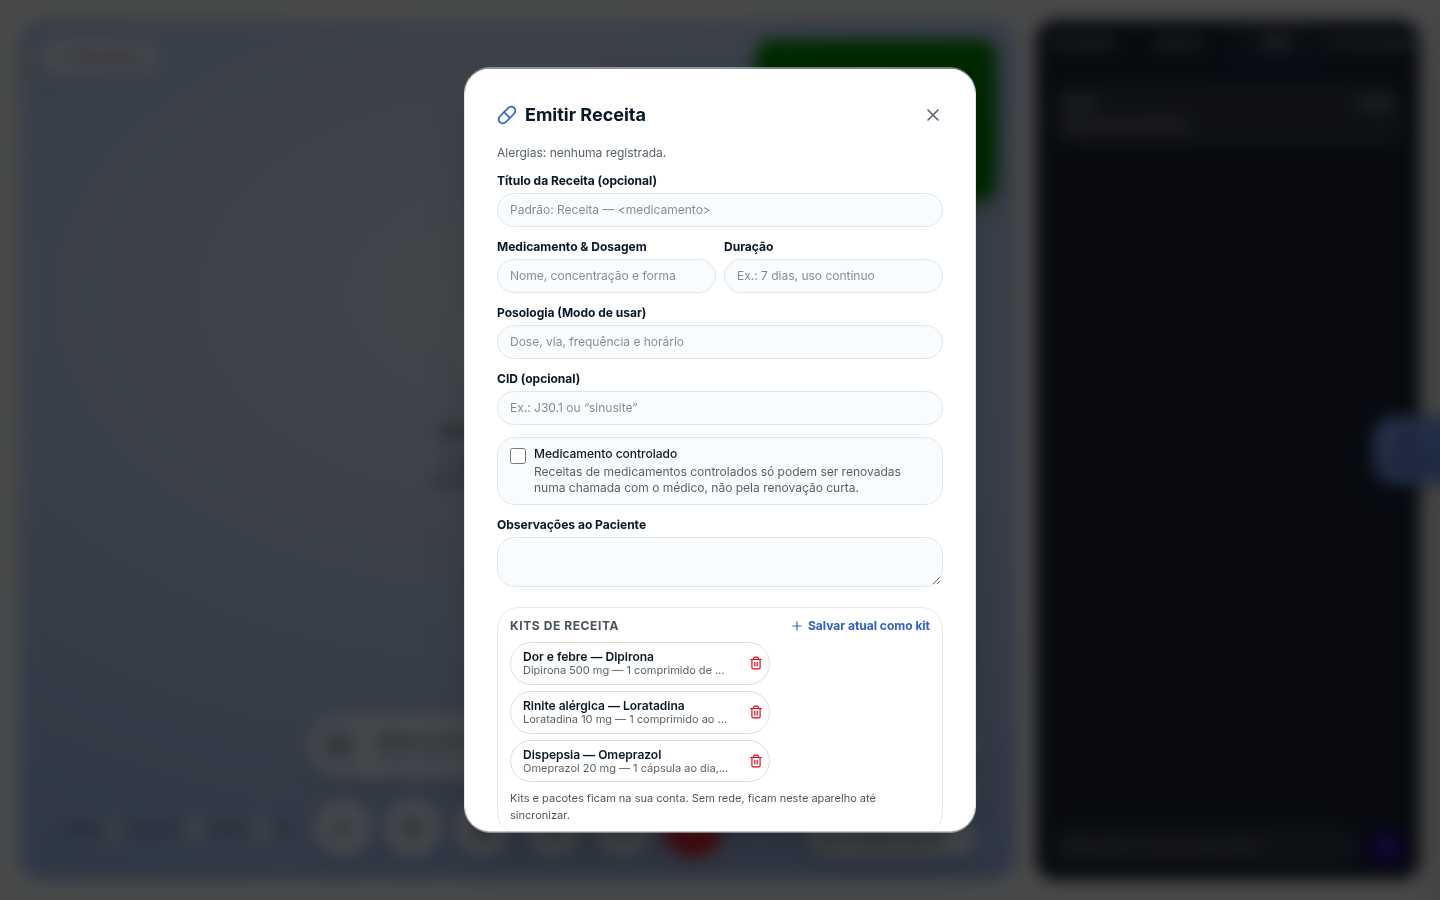 Emitir Receita
Alergias: nenhuma registrada.
Título da Receita (opcional)
Padrão: Receita — <medicamento>
Medicamento & Dosagem
Duração
Nome, concentração e forma
Ex.: 7 dias, uso contínuo
Posologia (Modo de usar)
Dose, via, frequência e horário
CID (opcional)
Ex.: J30.1 ou “sinusite”
Medicamento controlado
Receitas de medicamentos controlados só podem ser renovadas
numa chamada com o médico, não pela renovação curta.
Observações ao Paciente
KITS DE RECEITA
Salvar atual como kit
Dor e febre — Dipirona
Dipirona 500 mg — 1 comprimido de ...
Rinite alérgica — Loratadina
Loratadina 10 mg — 1 comprimido ao ...
Dispepsia — Omeprazol
Omeprazol 20 mg — 1 cápsula ao dia,...
Kits e pacotes ficam na sua conta. Sem rede, ficam neste aparelho até
sincronizar.